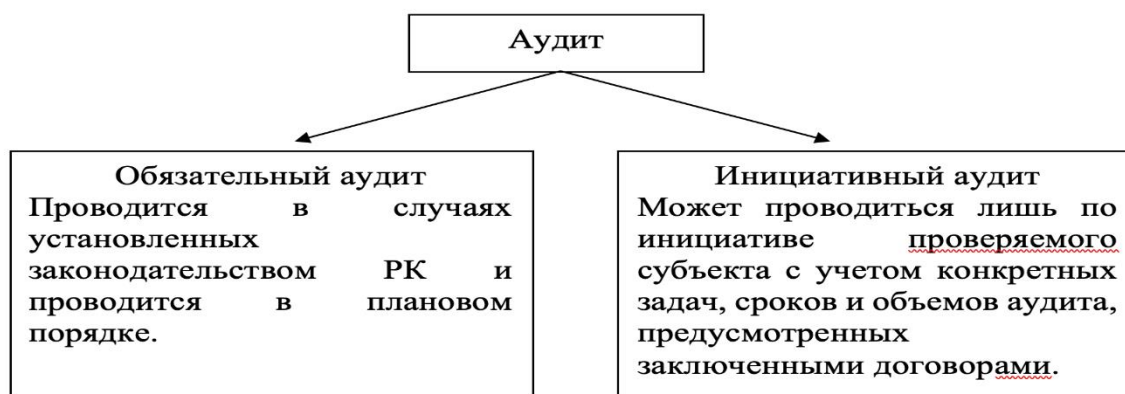 Аудит
Обязательный аудит
Проводится в случаях
установленных
законодательством РК и
проводится в плановом
порядке.
Инициативный аудит
Может проводиться лишь по
инициативе проверяемого
субъекта с учетом конкретных
задач, сроков и объемов аудита,
предусмотренных
заключенными договорами.